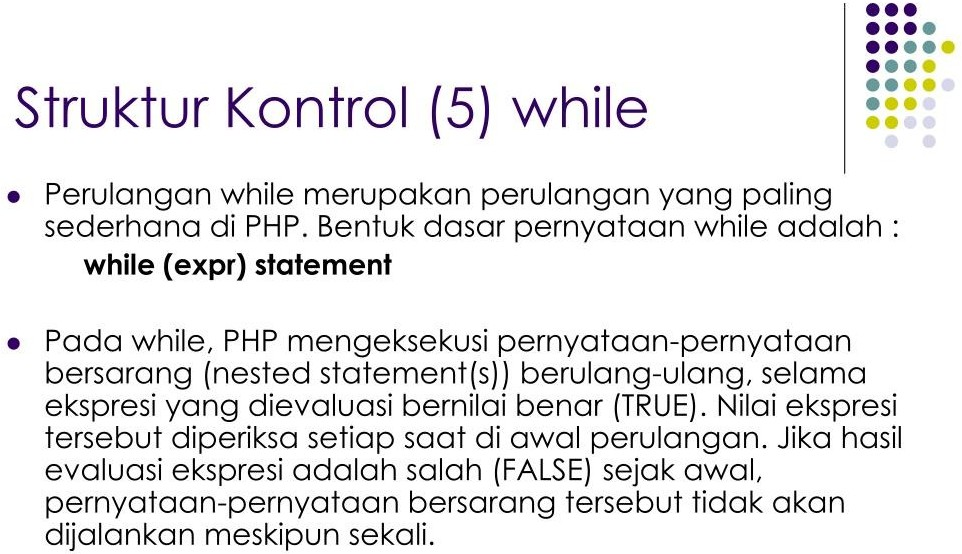 Struktur Kontrol (5) while
Perulangan while merupakan perulangan yang paling
sederhana di PHP. Bentuk dasar pernyataan while adalah :
while (expr) statement
Pada while, PHP mengeksekusi pernyataan-pernyataan
bersarang (nested statement(s)) berulang-ulang, selama
ekspresi yang dievaluasi bernilai benar (TRUE). Nilai ekspresi
tersebut diperiksa setiap saat di awal perulangan. Jika hasil
evaluasi ekspresi adalah salah (FALSE) sejak awal,
pernyataan-pernyataan bersarang tersebut tidak akan
dijalankan meskipun sekali.